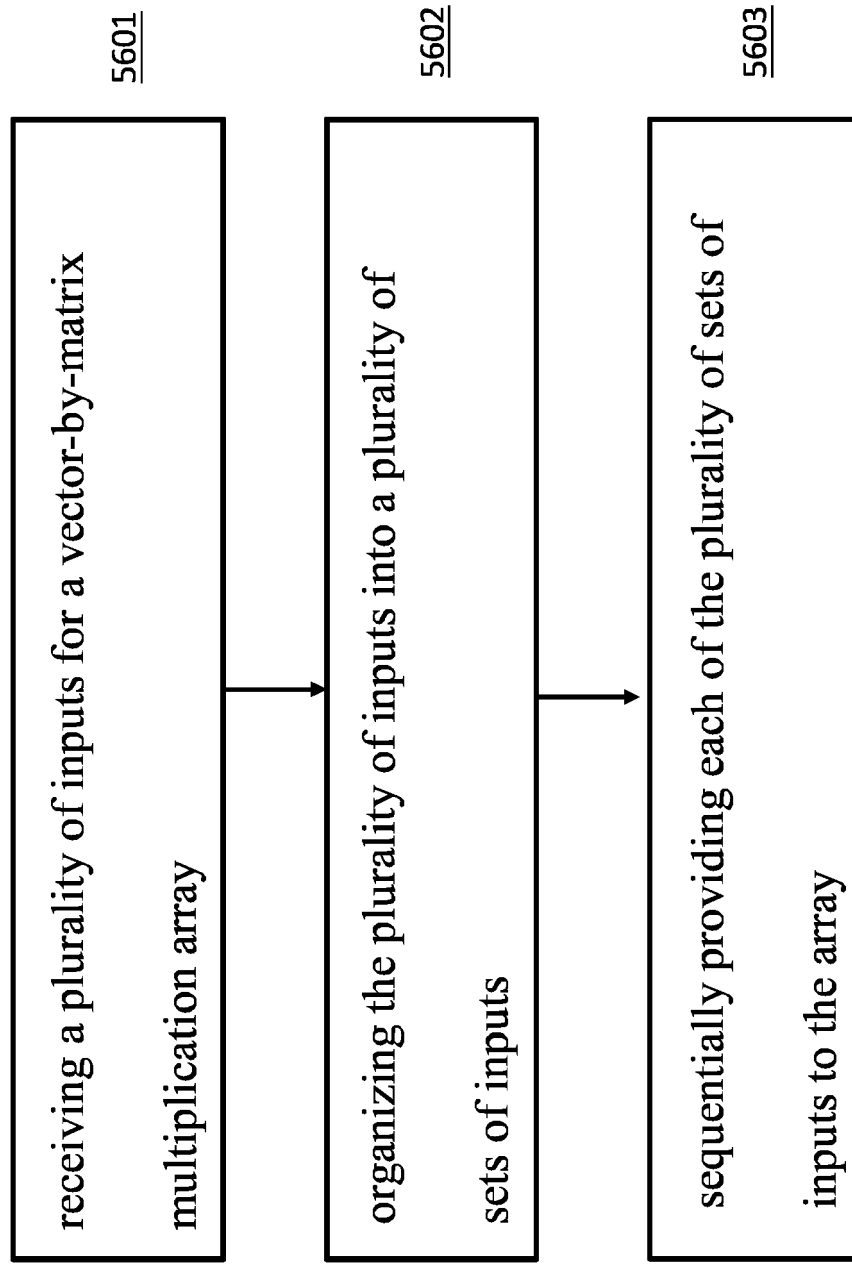 receiving a plurality of inputs for a vector-by-matrix
multiplication array
5601
organizing the plurality of inputs into a plurality of
sets of inputs
5602
sequentially providing each of the plurality of sets of
inputs to the array
5603